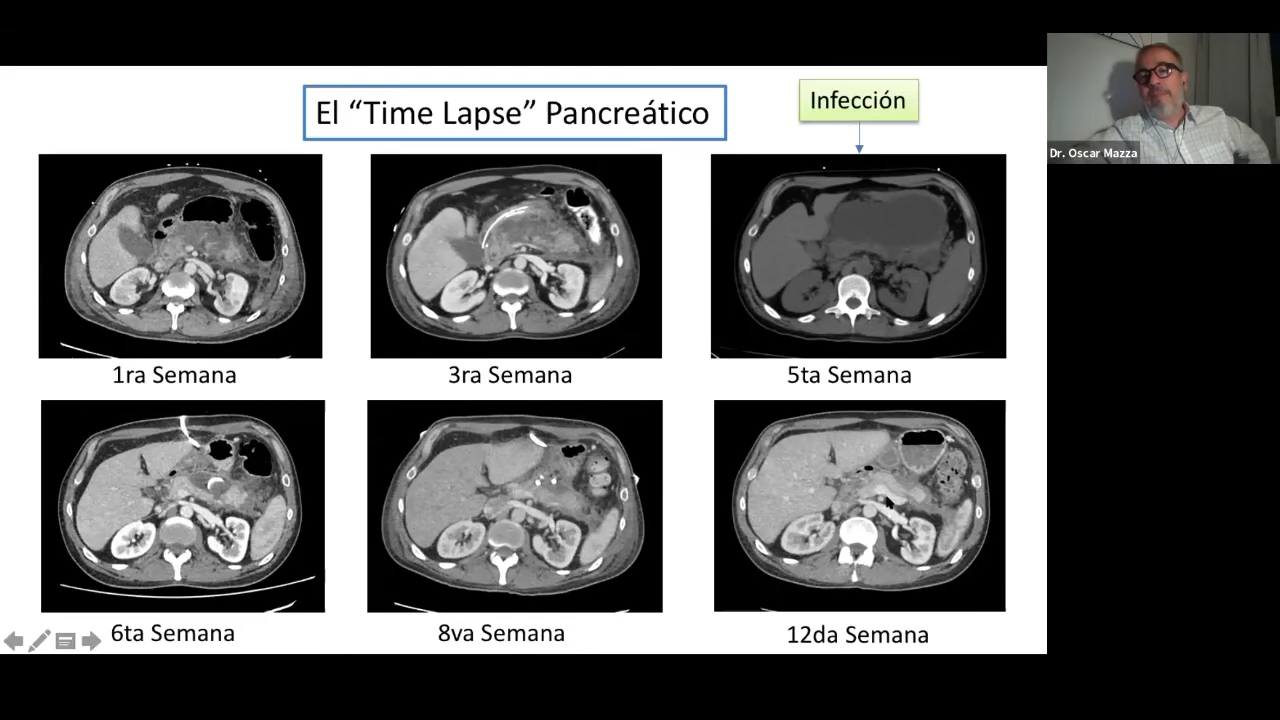 El “Time Lapse” Pancreático
Infección
Dr. Oscar Mazza
1ra Semana
3ra Semana
5ta Semana
6ta Semana
8va Semana
12da Semana